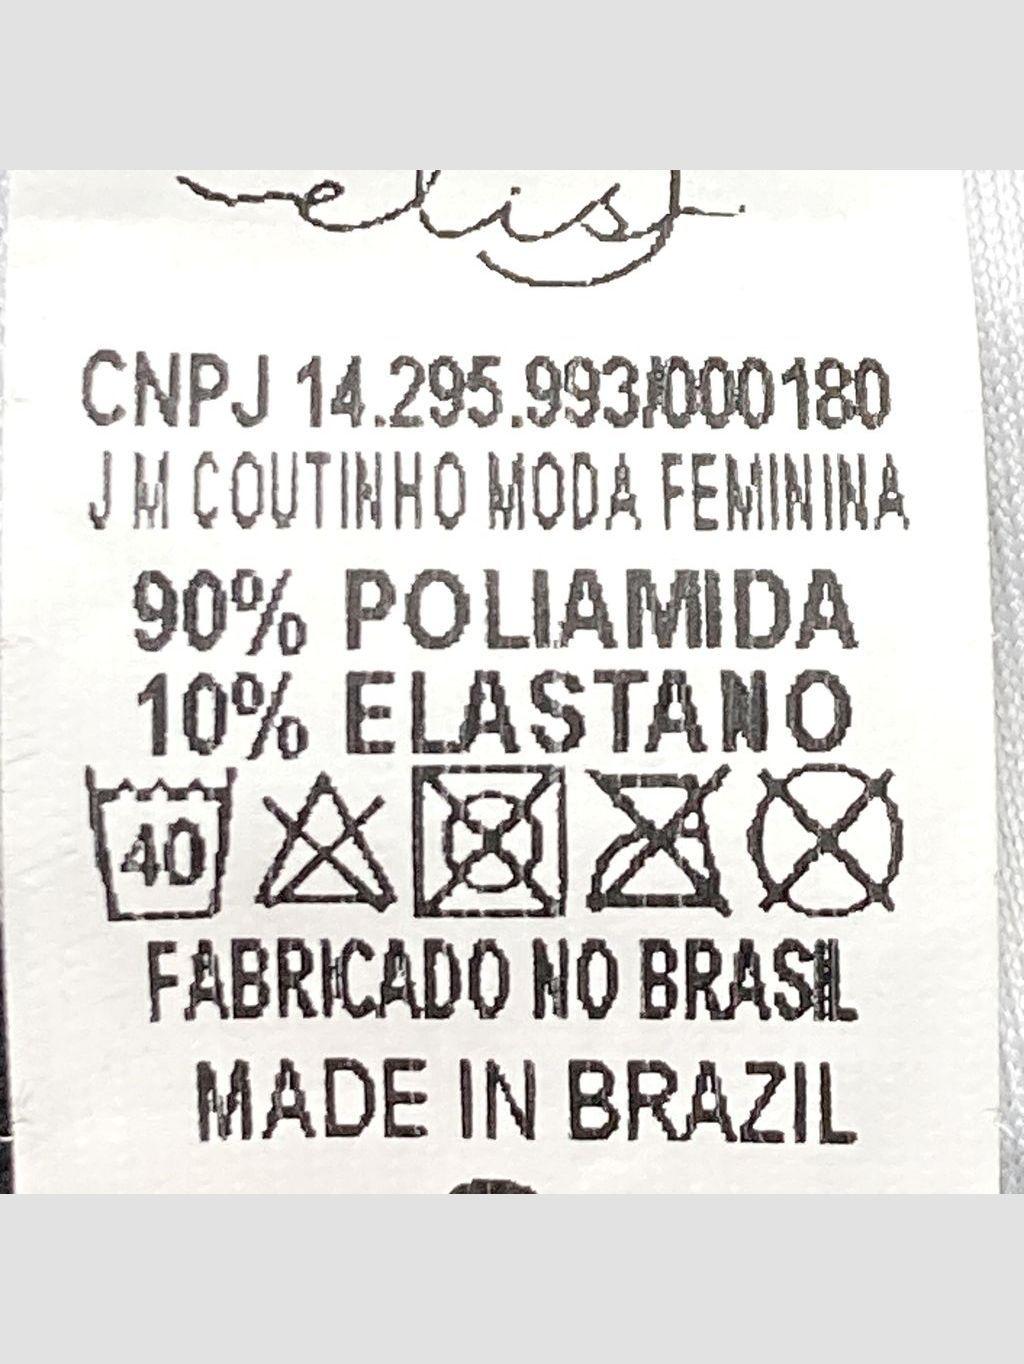 elis
CNPJ 14.295.993/000180
J M COUTINHO MODA FEMININA
90% POLIAMIDA
10% ELASTANO
40
FABRICADO NO BRASIL
MADE IN BRAZIL